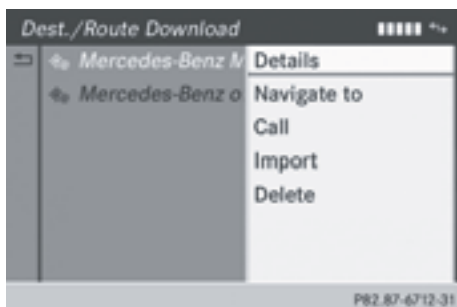 Dest./Route Download
Mercedes-Benz M
Mercedes-Benz o
Details
Navigate to
Call
Import
Delete
P82.87-6712-31